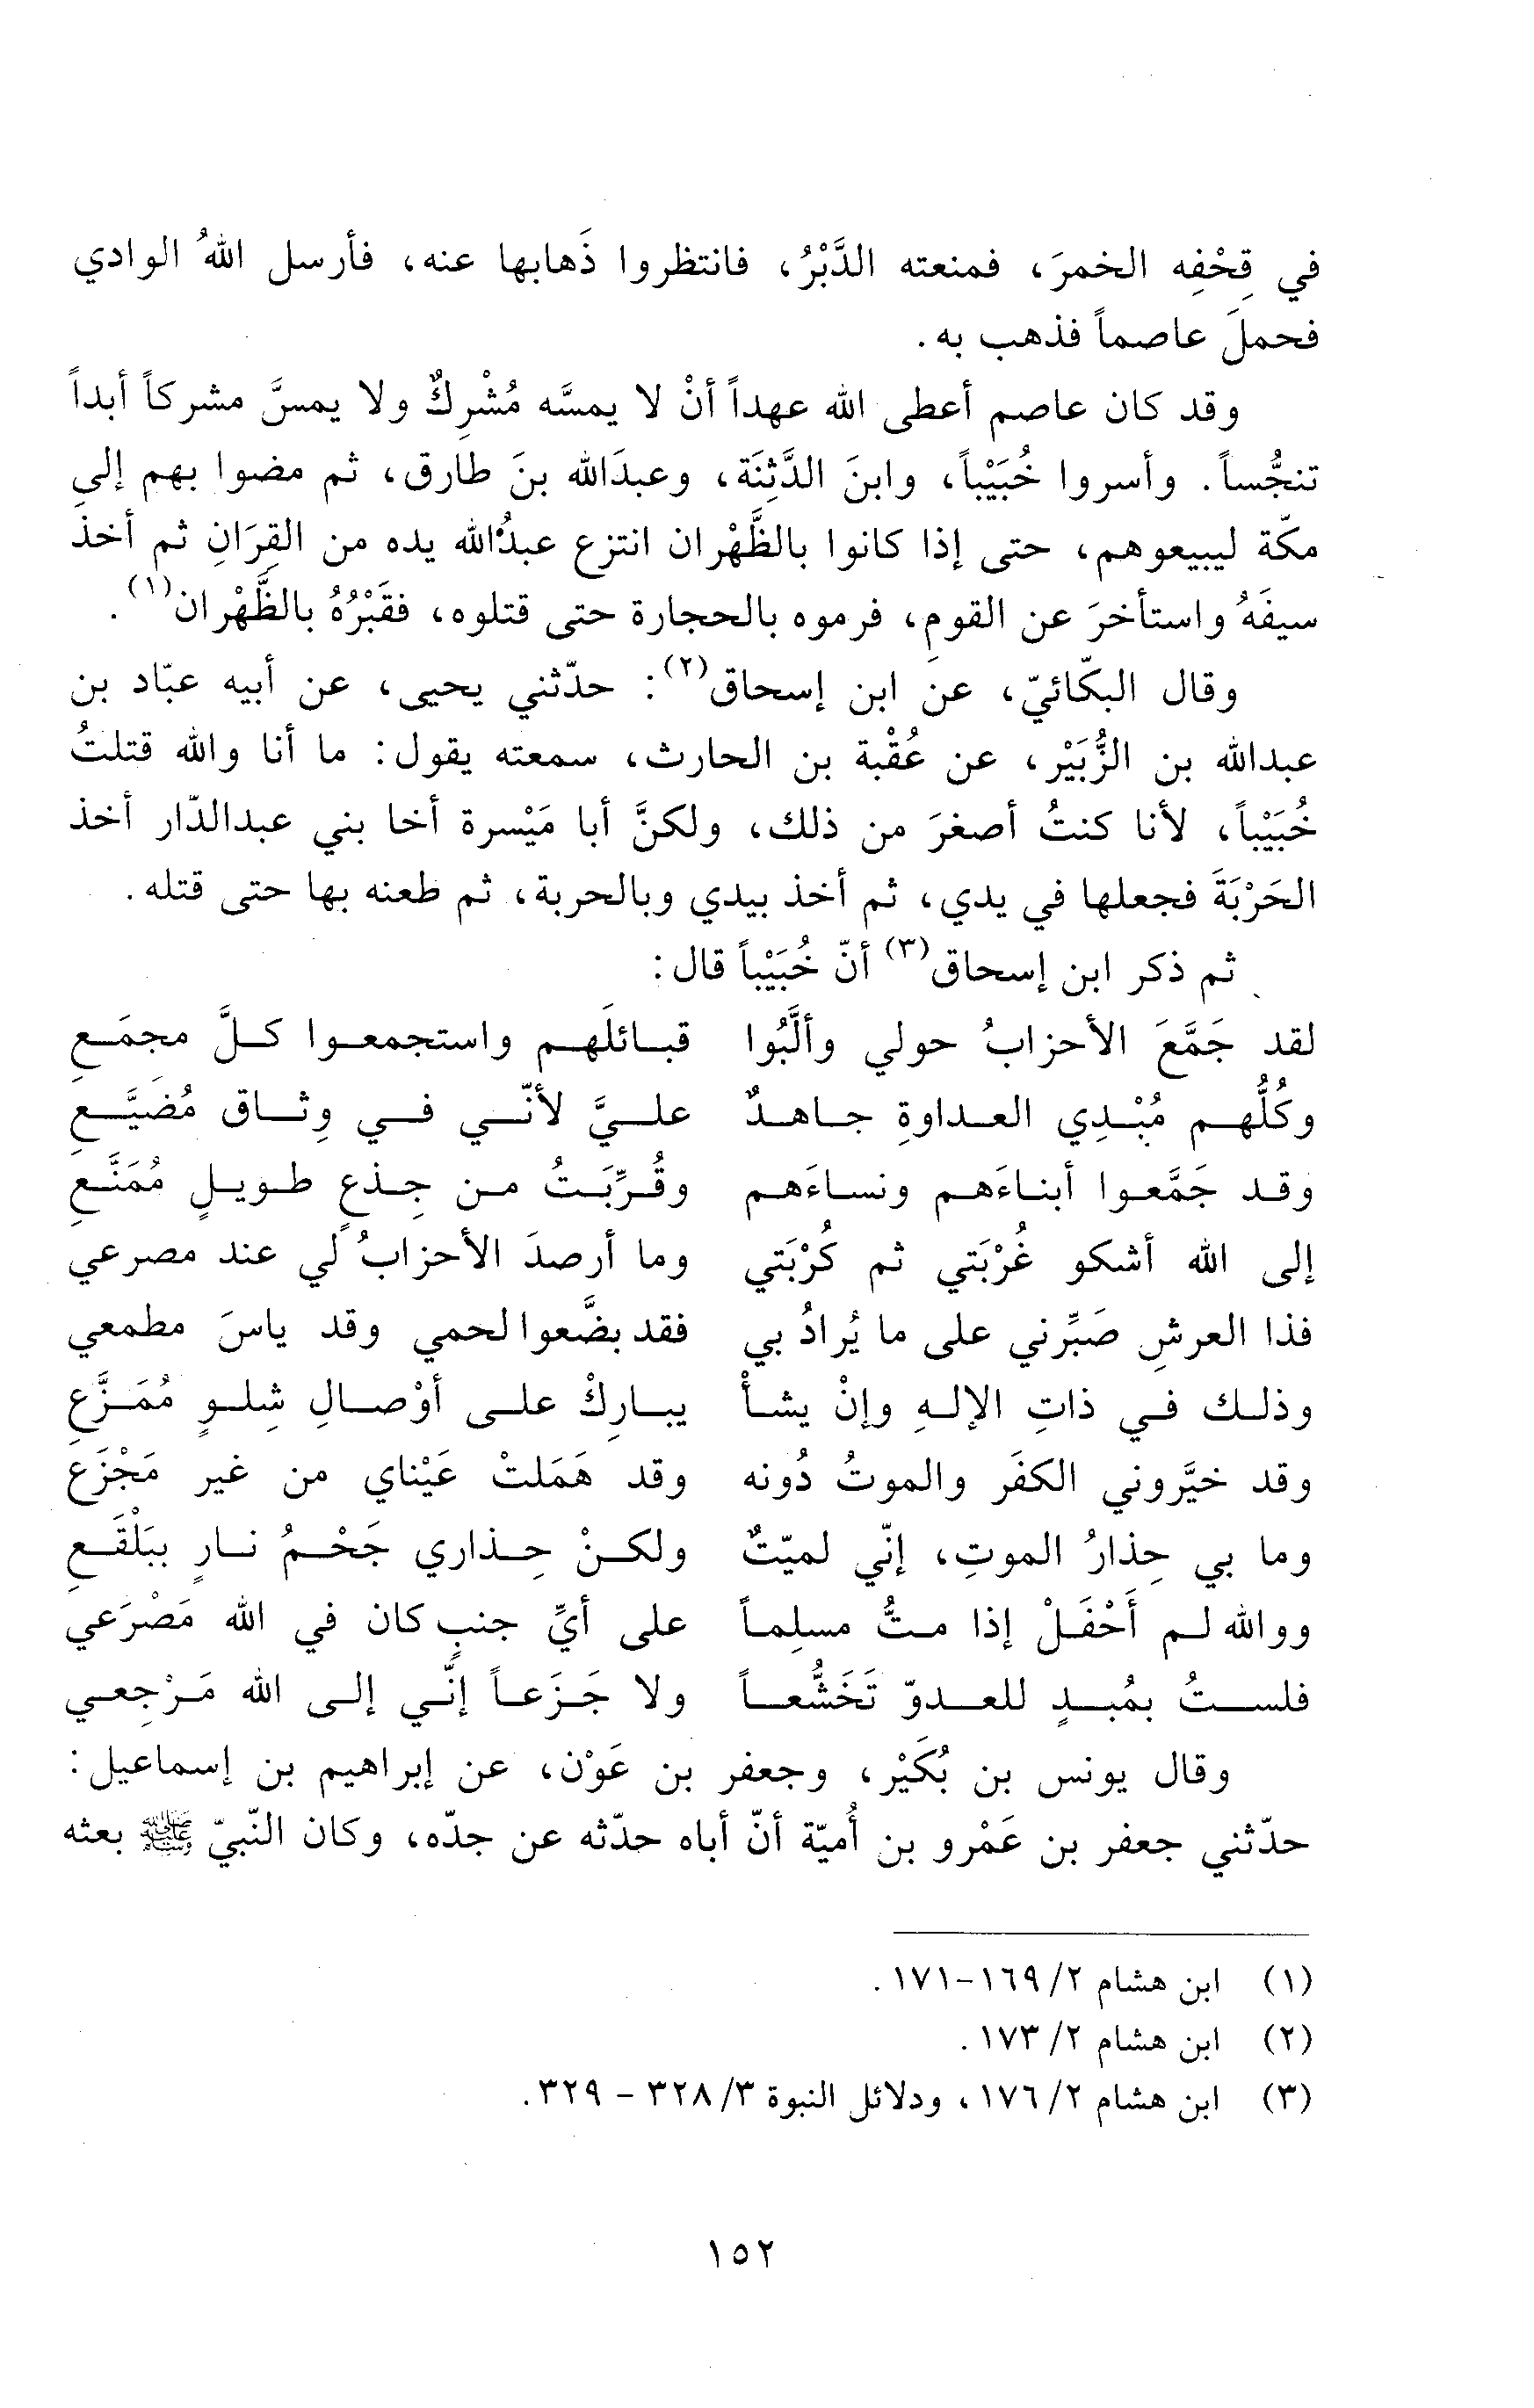 في قِحْفِه الخمرَ، فمنعته الدَّبْرُ، فانتظروا ذَهابها عنه، فأرسل اللهُ الوادي
فحملَ عاصماً فذهب به.
وقد كان عاصم أعطى الله عهداً أنْ لا يمسَّه مُشْرِكٌ ولا يمسَّ مشركاً أبداً
تنجُّساً. وأسروا خُبَيْباً، وابنَ الدَّثِنَة، وعبدَالله بنَ طارق، ثم مضوا بهم إلى
مكّة ليبيعوهم، حتى إذا كانوا بالظَّهْران انتزع عبدُالله يده من القِرَانِ ثم أخذ
سيفَهُ واستأخرَ عن القومِ، فرموه بالحجارة حتى قتلوه، فقَبْرُهُ بالظَّهْران(١).
وقال البكّائيّ، عن ابن إسحاق(٢): حدّثني يحيى، عن أبيه عبّاد بن
عبدالله بن الزُّبَيْر، عن عُقْبة بن الحارث، سمعته يقول: ما أنا والله قتلتُ
خُبَيْباً، لأنا كنتُ أصغرَ من ذلك، ولكنَّ أبا مَيْسرة أخا بني عبدالدّار أخذ
الحَرْبَةَ فجعلها في يدي، ثم أخذ بيدي وبالحربة، ثم طعنه بها حتى قتله.
ثم ذكر ابن إسحاق(٣) أنّ خُبَيْباً قال:
لقد جَمَّعَ الأحزابُ حولي وألَّبُوا قبائلَهم واستجمعوا كلَّ مجمَعِ
وكُلُّهم مُبْدِي العداوةِ جاهدٌ عليَّ لأنّي في وِثاق مُضَيَّعِ
وقد جَمَّعوا أبناءَهم ونساءَهم وقُرِّبَتُ من جِذعٍ طويلٍ مُمَنَّعِ
إلى الله أشكو غُرْبَتي ثم كُرْبَتي وما أرصدَ الأحزابُ لي عند مصرعي
فذا العرشِ صَبِّرني على ما يُرادُ بي فقد بضَّعوا لحمي وقد ياسَ مطمعي
وذلك في ذاتِ الإلهِ وإنْ يشأْ يباركْ على أوْصالِ شِلوٍ مُمَزَّعِ
وقد خيَّروني الكفَر والموتُ دُونه وقد هَمَلتْ عَيْناي من غير مَجْزَعِ
وما بي حِذارُ الموتِ، إنّي لميّتٌ ولكنْ حِذاري جَحْمُ نارٍ ببَلْقَعِ
ووالله لم أَحْفَلْ إذا متُّ مسلِماً على أيِّ جنبٍ كان في الله مَصْرَعي
فلستُ بمُبدٍ للعدوّ تَخَشُّعاً ولا جَزَعاً إنّي إلى الله مَرْجِعي
وقال يونس بن بُكَيْر، وجعفر بن عَوْن، عن إبراهيم بن إسماعيل:
حدّثني جعفر بن عَمْرو بن أُميّة أنّ أباه حدّثه عن جدّه، وكان النّبيّ ﷺ بعثه
(١) ابن هشام ٢/ ١٦٩-١٧١.
(٢) ابن هشام ٢/ ١٧٣.
(٣) ابن هشام ٢/ ١٧٦، ودلائل النبوة ٣/ ٣٢٨ - ٣٢٩.
١٥٢